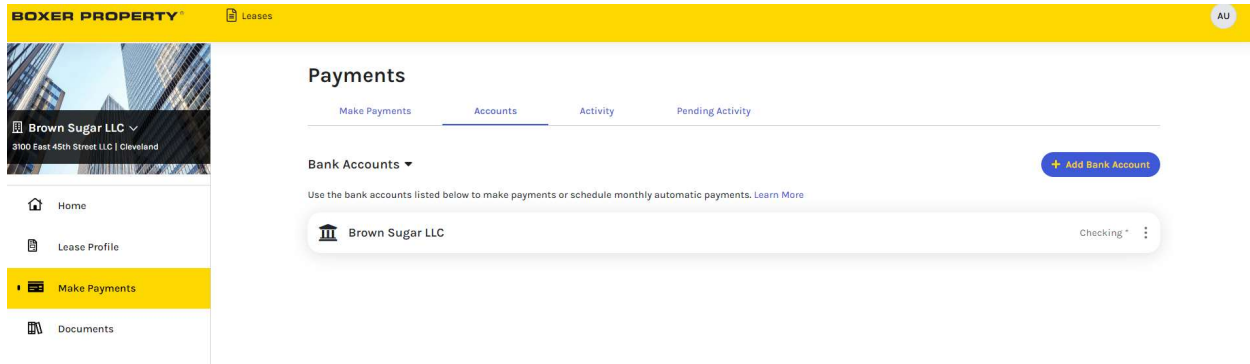 BOXER PROPERTY®
Leases
AU
Brown Sugar LLC
3100 East 45th Street LLC | Cleveland
Home
Lease Profile
Make Payments
Documents
Payments
Make Payments Accounts Activity Pending Activity
Bank Accounts
+ Add Bank Account
Use the bank accounts listed below to make payments or schedule monthly automatic payments. Learn More
Brown Sugar LLC
Checking *